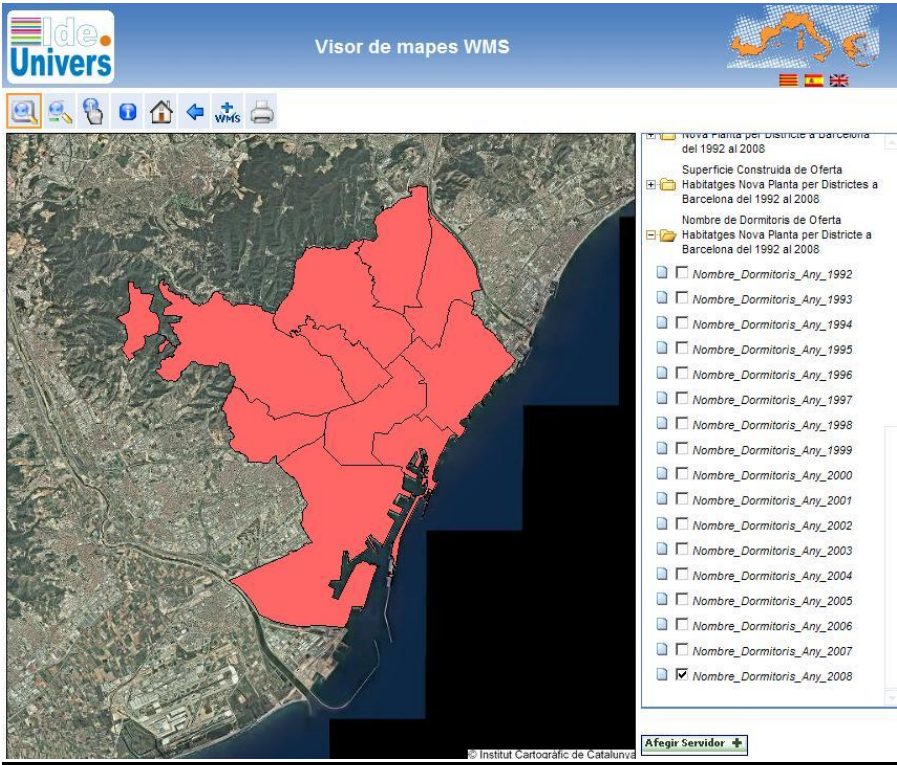 Ide.
Univers
Visor de mapes WMS
WMS
Nova Planta per Districte a Barcelona
del 1992 al 2008
Superficie Construida de Oferta
Habitatges Nova Planta per Districtes a
Barcelona del 1992 al 2008
Nombre de Dormitoris de Oferta
Habitatges Nova Planta per Districte a
Barcelona del 1992 al 2008
Nombre_Dormitoris_Any_1992
Nombre_Dormitoris_Any_1993
Nombre_Dormitoris_Any_1994
Nombre_Dormitoris_Any_1995
Nombre_Dormitoris_Any_1996
Nombre_Dormitoris_Any_1997
Nombre_Dormitoris_Any_1998
Nombre_Dormitoris_Any_1999
Nombre_Dormitoris_Any_2000
Nombre_Dormitoris_Any_2001
Nombre_Dormitoris_Any_2002
Nombre_Dormitoris_Any_2003
Nombre_Dormitoris_Any_2004
Nombre_Dormitoris_Any_2005
Nombre_Dormitoris_Any_2006
Nombre_Dormitoris_Any_2007
Nombre_Dormitoris_Any_2008
© Institut Cartogràfic de Catalunya
Afegir Servidor